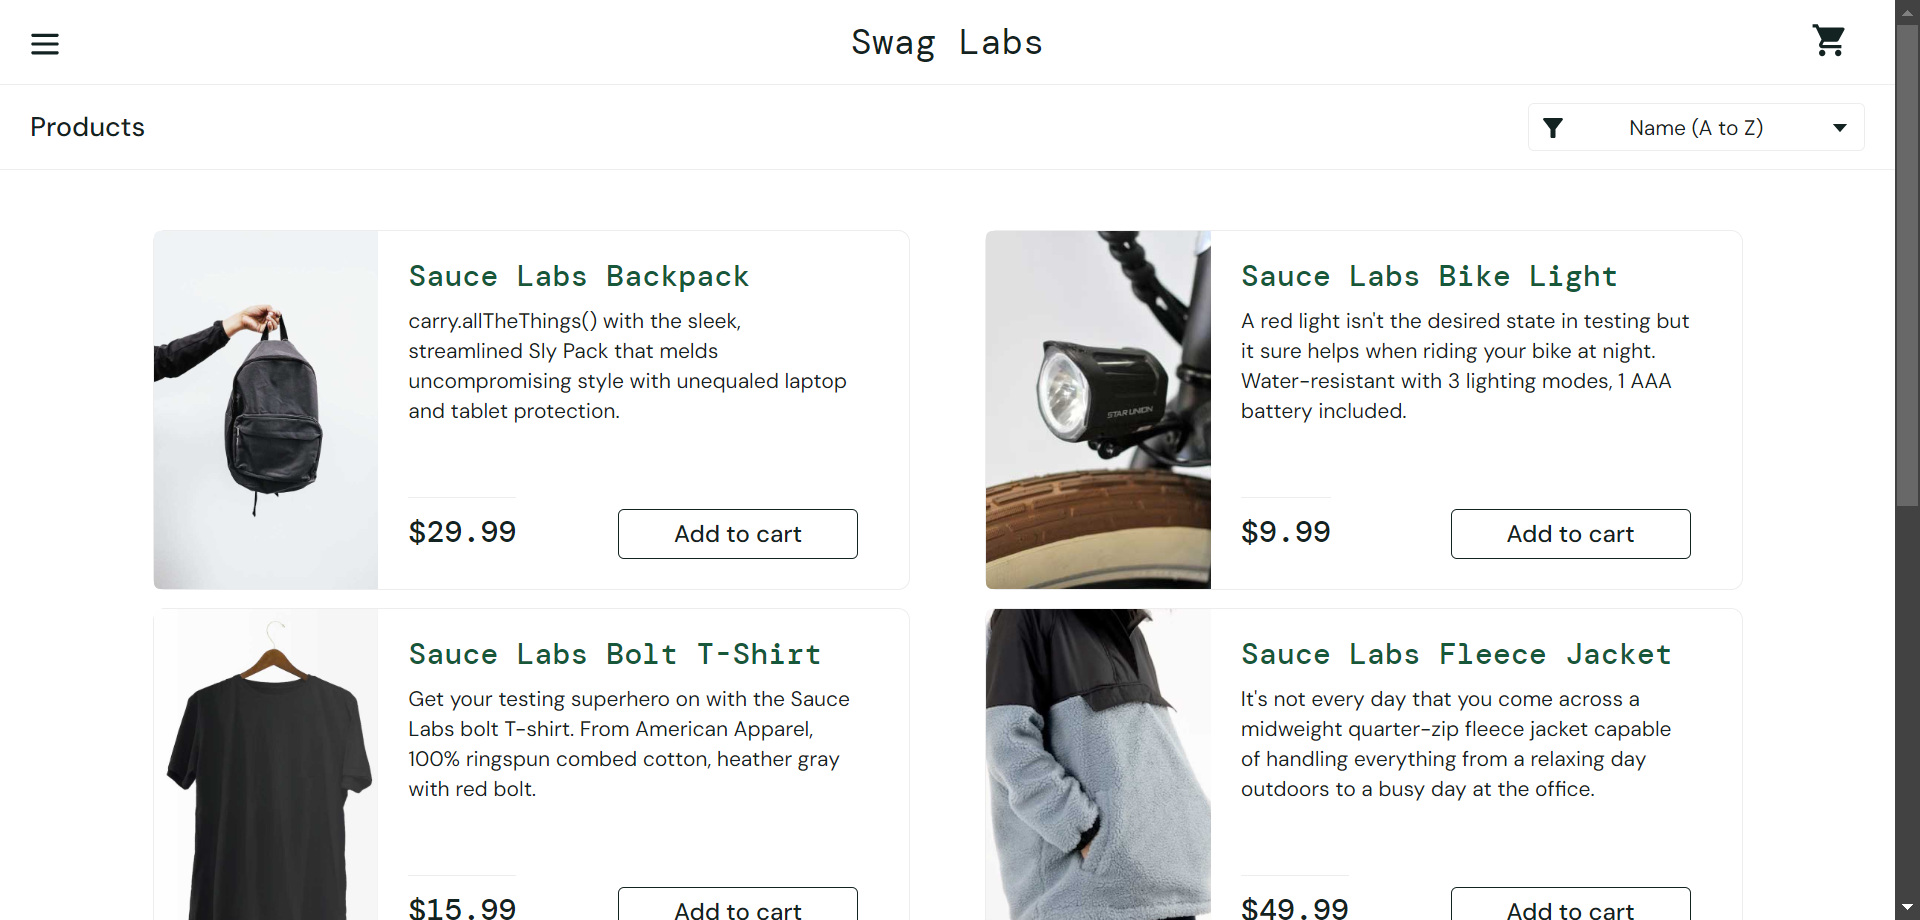 Swag Labs
Products
Name (A to Z)
Sauce Labs Backpack
carry.allTheThings() with the sleek,
streamlined Sly Pack that melds
uncompromising style with unequaled laptop
and tablet protection.
$29.99
Add to cart
Sauce Labs Bike Light
A red light isn't the desired state in testing but
it sure helps when riding your bike at night.
Water-resistant with 3 lighting modes, 1 AAA
battery included.
STAR UNION
$9.99
Add to cart
Sauce Labs Bolt T-Shirt
Get your testing superhero on with the Sauce
Labs bolt T-shirt. From American Apparel,
100% ringspun combed cotton, heather gray
with red bolt.
$15.99
Add to cart
Sauce Labs Fleece Jacket
It's not every day that you come across a
midweight quarter-zip fleece jacket capable
of handling everything from a relaxing day
outdoors to a busy day at the office.
$49.99
Add to cart